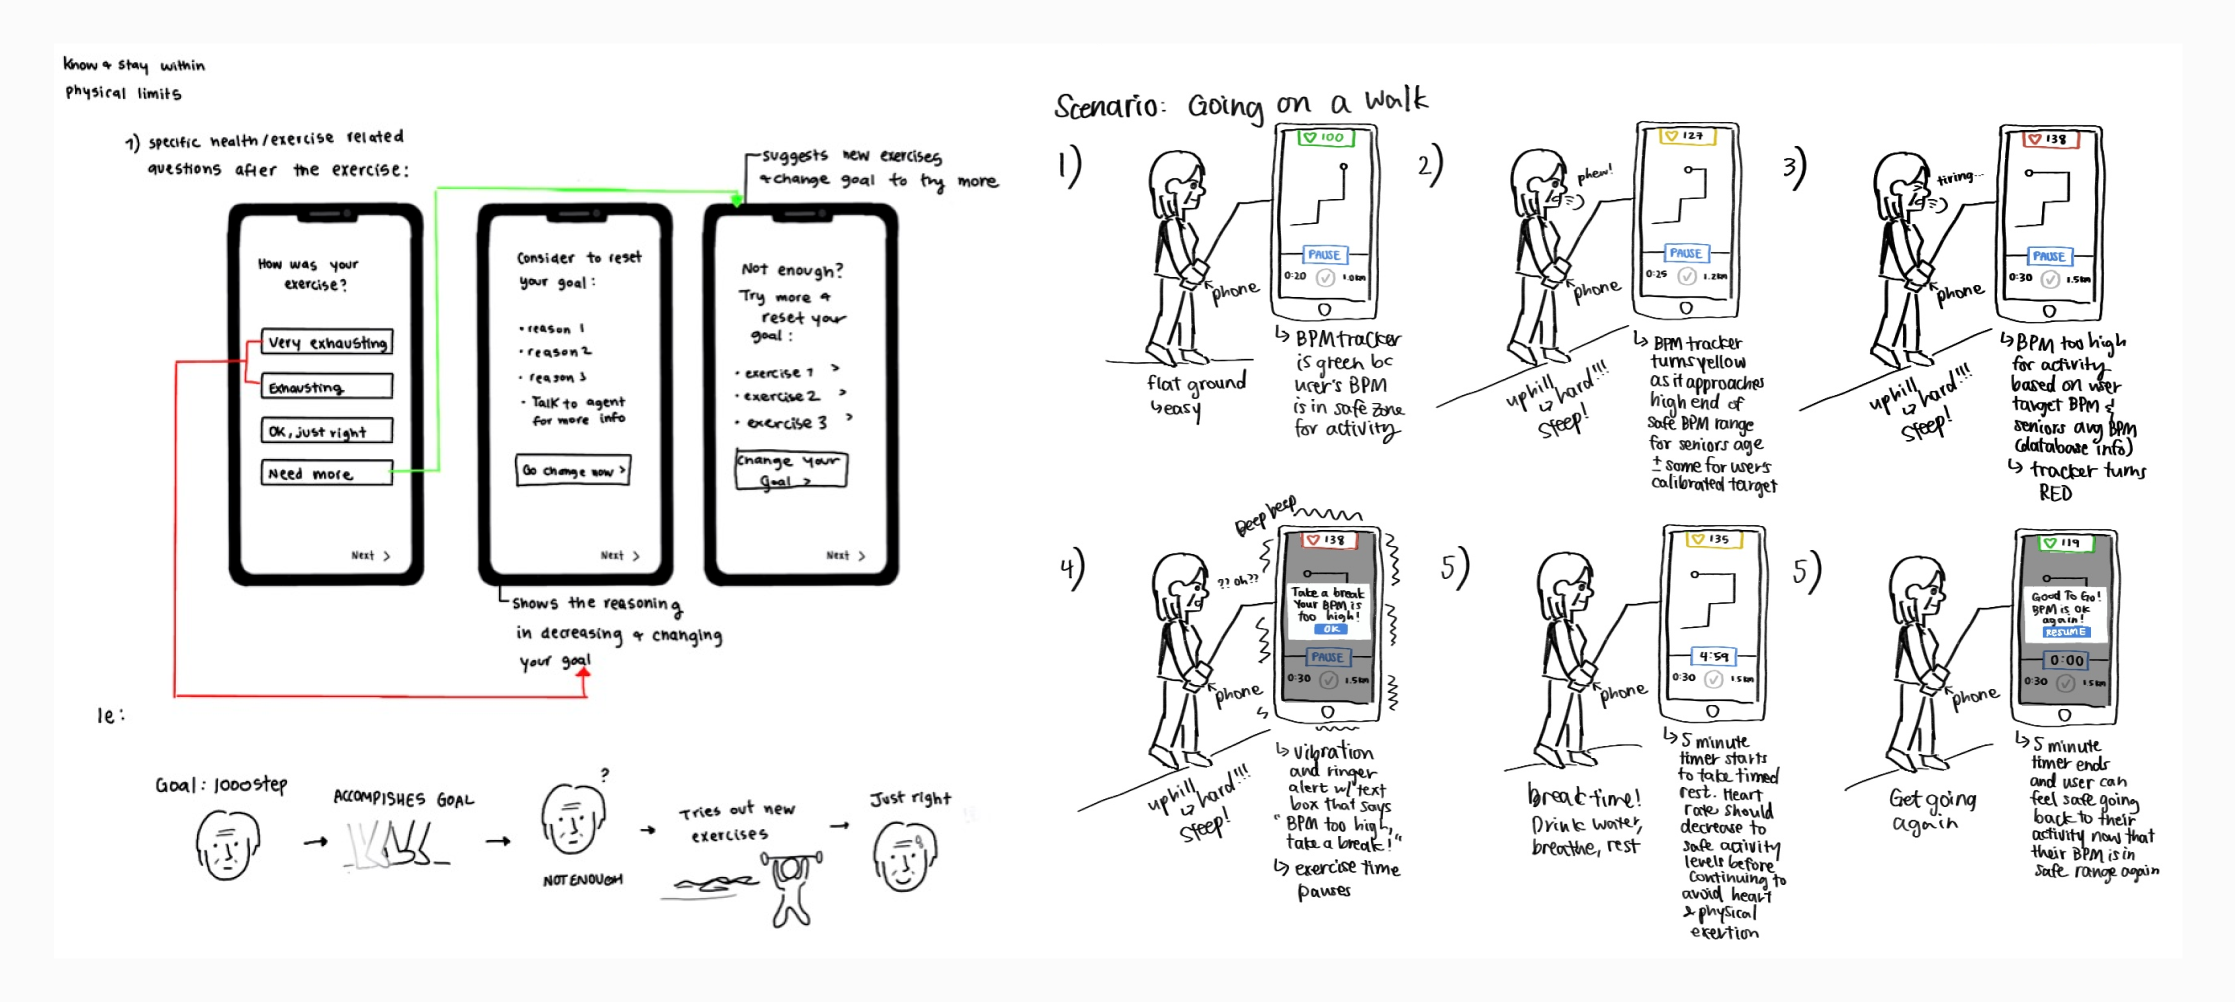 Know & stay within
physical limits
1) specific health/exercise related
questions after the exercise:
suggests new exercises
& change goal to try more
How was your
exercise?
Very exhausting
Exhausting
OK, just right
Need more
Next >
Consider to reset
your goal:
• reason 1
• reason 2
• reason 3
• Talk to agent
for more info
Go change now >
Next >
Not enough?
Try more &
reset your
goal:
• exercise 1 >
• exercise 2 >
• exercise 3 >
Change your
Goal >
Next >
Shows the reasoning
in decreasing & changing
your goal
Ie:
Goal: 1000step
ACCOMPISHES GOAL
?
NOT ENOUGH
Tries out new
exercises
Just right
Scenario: Going on a walk
1)
100
PAUSE
0:20
1.0km
phone
flat ground
↳easy
↳ BPM tracker
is green bc
user's BPM
is in safe zone
for activity
2)
phew!
127
PAUSE
0:25
1.2km
phone
uphill
↳ hard!!!
steep!
↳ BPM tracker
turns yellow
as it approaches
high end of
safe BPM range
for seniors age
± some for users
calibrated target
3)
tiring...
138
PAUSE
0:30
1.5km
phone
uphill
↳ hard!!!
steep!
↳ BPM too high
for activity
based on user
target BPM &
seniors avg BPM
(database info)
↳ tracker turns
RED
4)
Beep beep
?? oh??
138
Take a break
Your BPM is
too high!
OK
PAUSE
0:30
1.5km
phone
uphill
↳ hard!!!
steep!
↳ vibration
and ringer
alert w/ text
box that says
"BPM too high,
take a break!"
↳ exercise time
pauses
5)
135
4:59
0:30
1.5km
phone
break time!
Drink water,
breathe, rest
↳ 5 minute
timer starts
to take timed
rest. Heart
rate should
decrease to
safe activity
levels before
continuing to
avoid heart
& physical
exertion
5)
119
Good To Go!
BPM is OK
again!
RESUME
0:00
0:30
1.5km
phone
Get going
again
↳ 5 minute
timer ends
and user can
feel safe going
back to their
activity now that
their BPM is in
safe range again